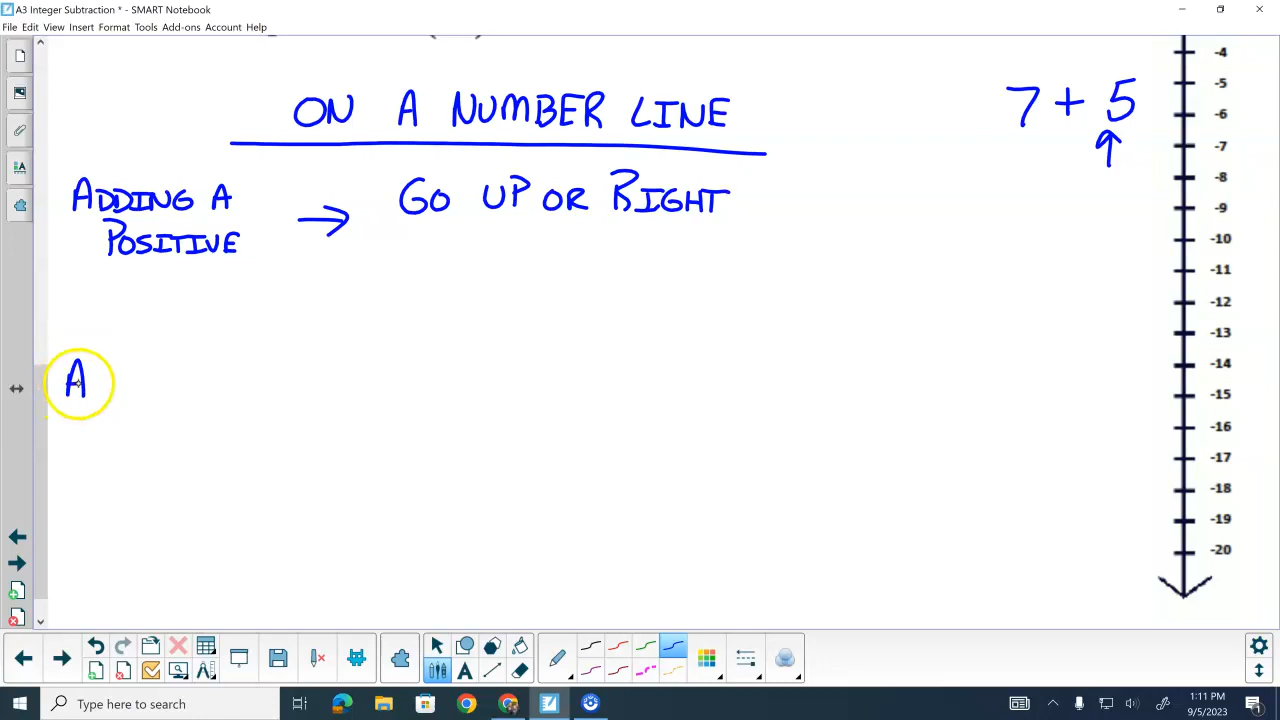 A3 Integer Subtraction * - SMART Notebook
File Edit View Insert Format Tools Add-ons Account Help
ON A NUMBER LINE
7 + 5
ADDING A
POSITIVE
→ GO UP OR RIGHT
A
-4
-5
-6
-7
-8
-9
-10
-11
-12
-13
-14
-15
-16
-17
-18
-19
-20
Type here to search
1:11 PM
9/5/2023